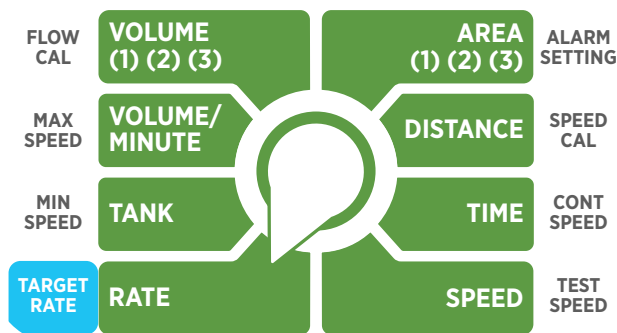 FLOW
CAL
VOLUME
(1) (2) (3)
AREA
(1) (2) (3)
ALARM
SETTING
MAX
SPEED
VOLUME/
MINUTE
DISTANCE
SPEED
CAL
MIN
SPEED
TANK
TIME
CONT
SPEED
TARGET
RATE
RATE
SPEED
TEST
SPEED